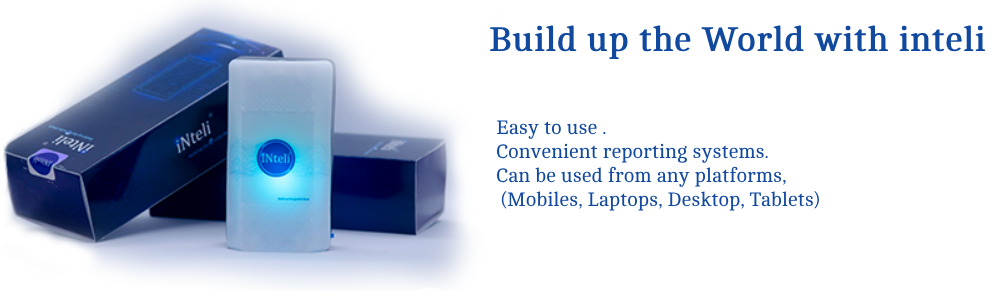 Build up the World with inteli
Easy to use .
Convenient reporting systems.
Can be used from any platforms,
(Mobiles, Laptops, Desktop, Tablets)
iNteli
iNteli
iNteli
iNteli